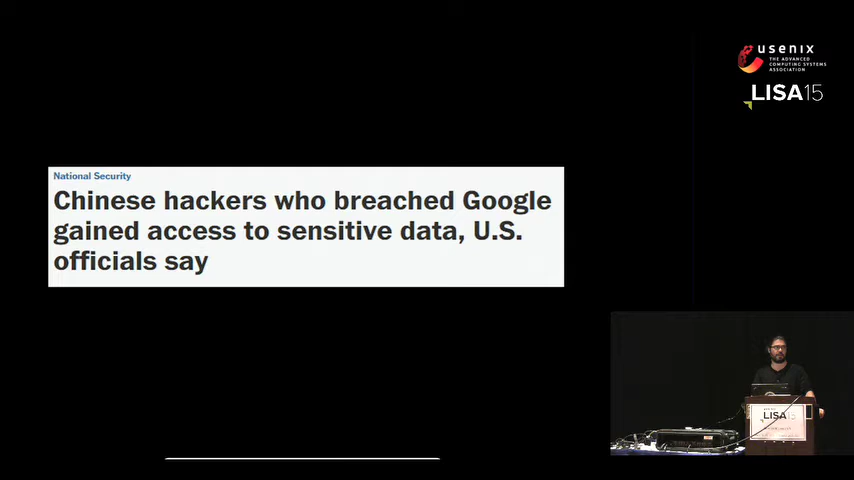 usenix
THE ADVANCED
COMPUTING SYSTEMS
ASSOCIATION
LISA15
National Security
Chinese hackers who breached Google
gained access to sensitive data, U.S.
officials say
LISA15